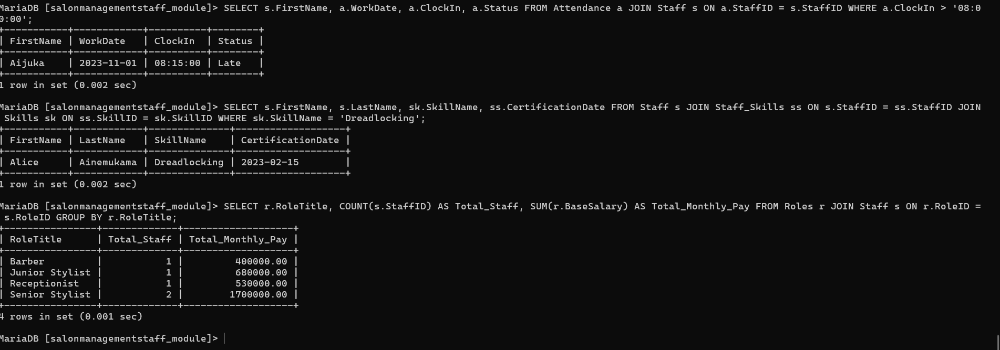 MariaDB [salonmanagementstaff_module]> SELECT s.FirstName, a.WorkDate, a.ClockIn, a.Status FROM Attendance a JOIN Staff s ON a.StaffID = s.StaffID WHERE a.ClockIn > '08:0
0:00';
+-----------+------------+----------+--------+
| FirstName | WorkDate   | ClockIn  | Status |
+-----------+------------+----------+--------+
| Aijuka    | 2023-11-01 | 08:15:00 | Late   |
+-----------+------------+----------+--------+
1 row in set (0.002 sec)

MariaDB [salonmanagementstaff_module]> SELECT s.FirstName, s.LastName, sk.SkillName, ss.CertificationDate FROM Staff s JOIN Staff_Skills ss ON s.StaffID = ss.StaffID JOIN
 Skills sk ON ss.SkillID = sk.SkillID WHERE sk.SkillName = 'Dreadlocking';
+-----------+------------+--------------+-------------------+
| FirstName | LastName   | SkillName    | CertificationDate |
+-----------+------------+--------------+-------------------+
| Alice     | Ainemukama | Dreadlocking | 2023-02-15        |
+-----------+------------+--------------+-------------------+
1 row in set (0.002 sec)

MariaDB [salonmanagementstaff_module]> SELECT r.RoleTitle, COUNT(s.StaffID) AS Total_Staff, SUM(r.BaseSalary) AS Total_Monthly_Pay FROM Roles r JOIN Staff s ON r.RoleID =
 s.RoleID GROUP BY r.RoleTitle;
+----------------+-------------+-------------------+
| RoleTitle      | Total_Staff | Total_Monthly_Pay |
+----------------+-------------+-------------------+
| Barber         |           1 |         400000.00 |
| Junior Stylist |           1 |         680000.00 |
| Receptionist   |           1 |         530000.00 |
| Senior Stylist |           2 |        1700000.00 |
+----------------+-------------+-------------------+
4 rows in set (0.001 sec)

MariaDB [salonmanagementstaff_module]>